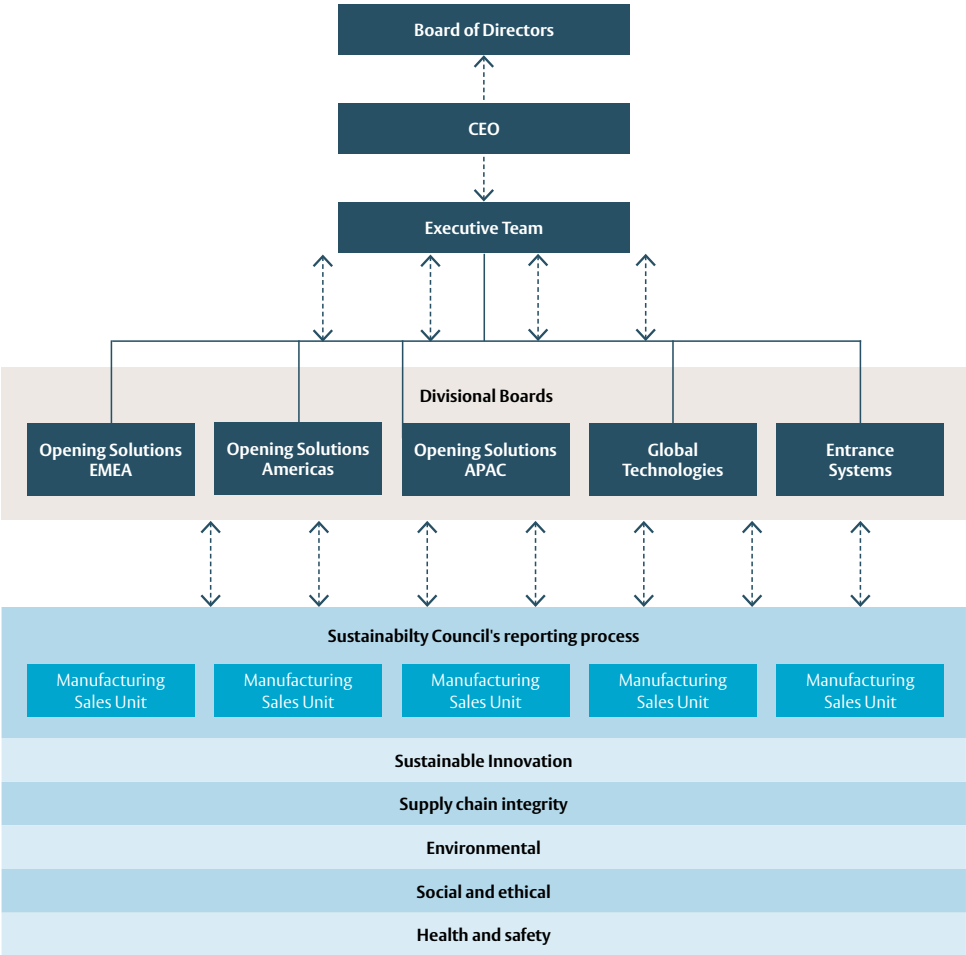 Board of Directors
CEO
Executive Team
Divisional Boards
Opening Solutions
EMEA
Opening Solutions
Americas
Opening Solutions
APAC
Global
Technologies
Entrance
Systems
Sustainabilty Council's reporting process
Manufacturing
Sales Unit
Manufacturing
Sales Unit
Manufacturing
Sales Unit
Manufacturing
Sales Unit
Manufacturing
Sales Unit
Sustainable Innovation
Supply chain integrity
Environmental
Social and ethical
Health and safety